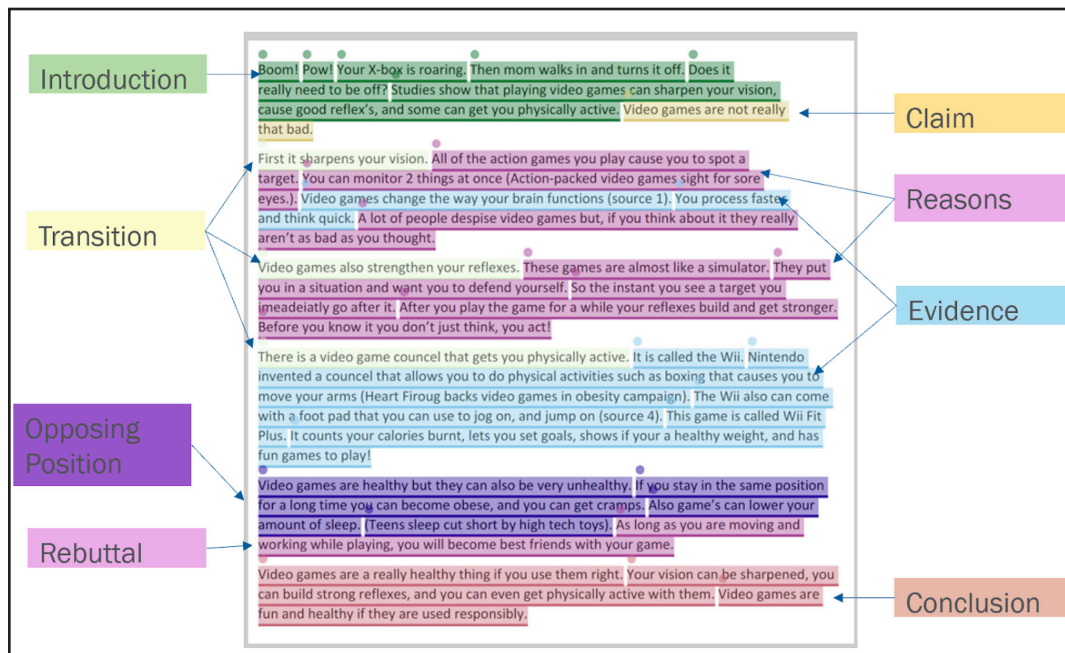 Introduction
Boom! Pow! Your X-box is roaring. Then mom walks in and turns it off. Does it
really need to be off? Studies show that playing video games can sharpen your vision,
cause good reflex's, and some can get you physically active. Video games are not really
that bad.
Claim
First it sharpens your vision. All of the action games you play cause you to spot a
target. You can monitor 2 things at once (Action-packed video games sight for sore
eyes.). Video games change the way your brain functions (source 1). You process faster
and think quick. A lot of people despise video games but, if you think about it they really
aren't as bad as you thought.
Reasons
Transition
Video games also strengthen your reflexes. These games are almost like a simulator. They put
you in a situation and want you to defend yourself. So the instant you see a target you
imeadeiatly go after it. After you play the game for a while your reflexes build and get stronger.
Before you know it you don't just think, you act!
Evidence
There is a video game councel that gets you physically active. It is called the Wii. Nintendo
invented a councel that allows you to do physical activities such as boxing that causes you to
move your arms (Heart Firoug backs video games in obesity campaign). The Wii also can come
with a foot pad that you can use to jog on, and jump on (source 4). This game is called Wii Fit
Plus. It counts your calories burnt, lets you set goals, shows if your a healthy weight, and has
fun games to play!
Opposing
Position
Video games are healthy but they can also be very unhealthy. If you stay in the same position
for a long time you can become obese, and you can get cramps. Also game's can lower your
amount of sleep. (Teens sleep cut short by high tech toys). As long as you are moving and
working while playing, you will become best friends with your game.
Rebuttal
Video games are a really healthy thing if you use them right. Your vision can be sharpened, you
can build strong reflexes, and you can even get physically active with them. Video games are
fun and healthy if they are used responsibly.
Conclusion